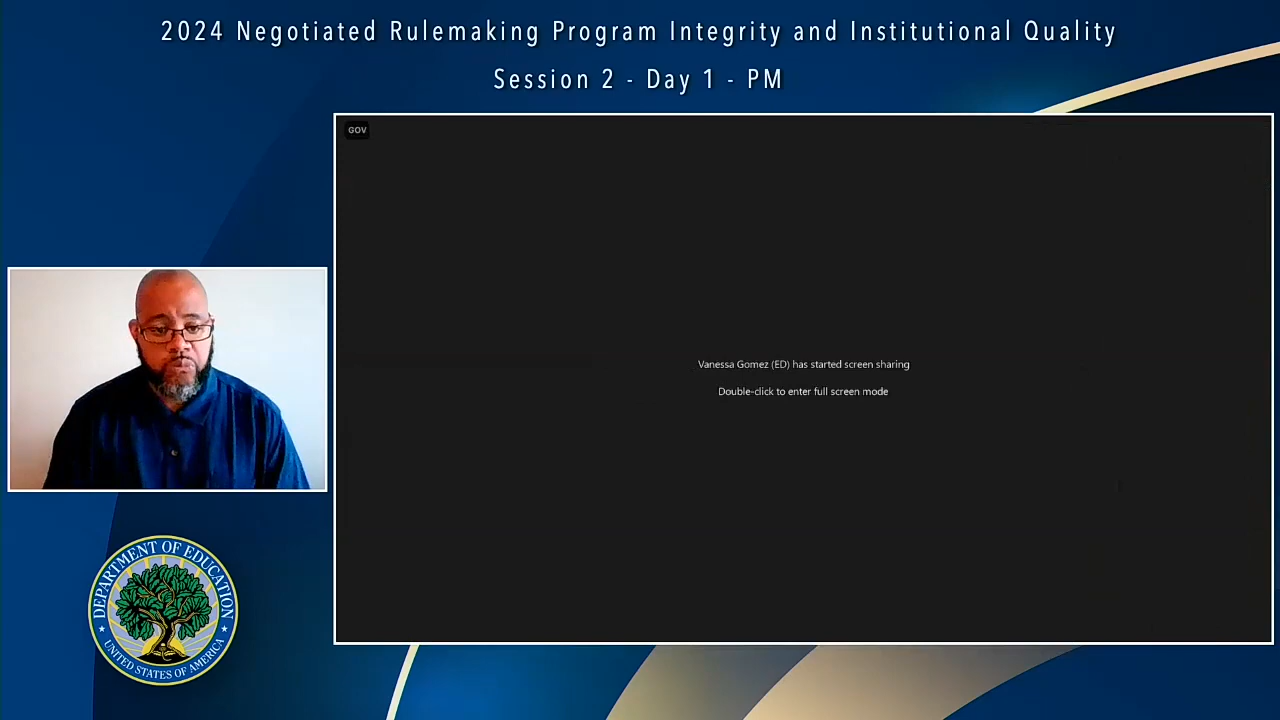 2024 Negotiated Rulemaking Program Integrity and Institutional Quality
Session 2 - Day 1 - PM
GOV
Vanessa Gomez (ED) has started screen sharing
Double-click to enter full screen mode
DEPARTMENT OF EDUCATION
UNITED STATES OF AMERICA